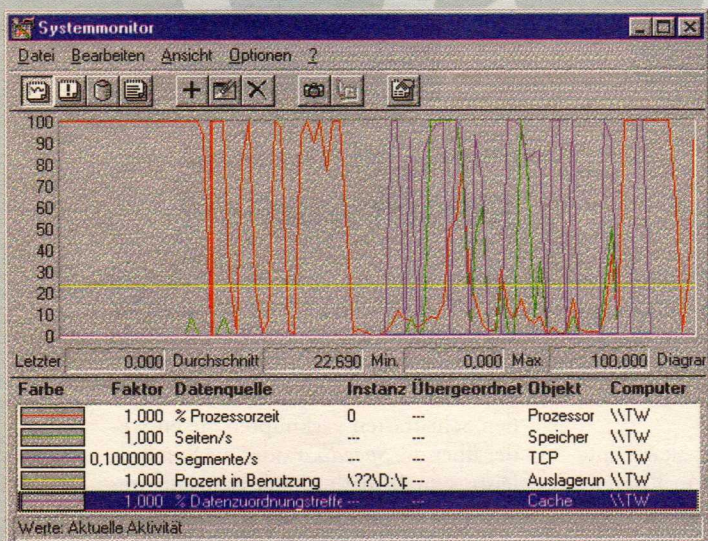 Systemmonitor
Datei Bearbeiten Ansicht Optionen ?
100
90
80
70
60
50
40
30
20
10
0
Letzter 0,000 Durchschnitt 22,690 Min. 0,000 Max 100,000 Diagrar
Farbe Faktor Datenquelle Instanz Übergeordnet Objekt Computer
1,000 % Prozessorzeit 0 --- Prozessor \\TW
1,000 Seiten/s --- --- Speicher \\TW
0,1000000 Segmente/s --- --- TCP \\TW
1,000 Prozent in Benutzung \??\D:\p --- Auslagerun \\TW
1,000 % Datenzuordnungstreffe --- --- Cache \\TW
Werte: Aktuelle Aktivität